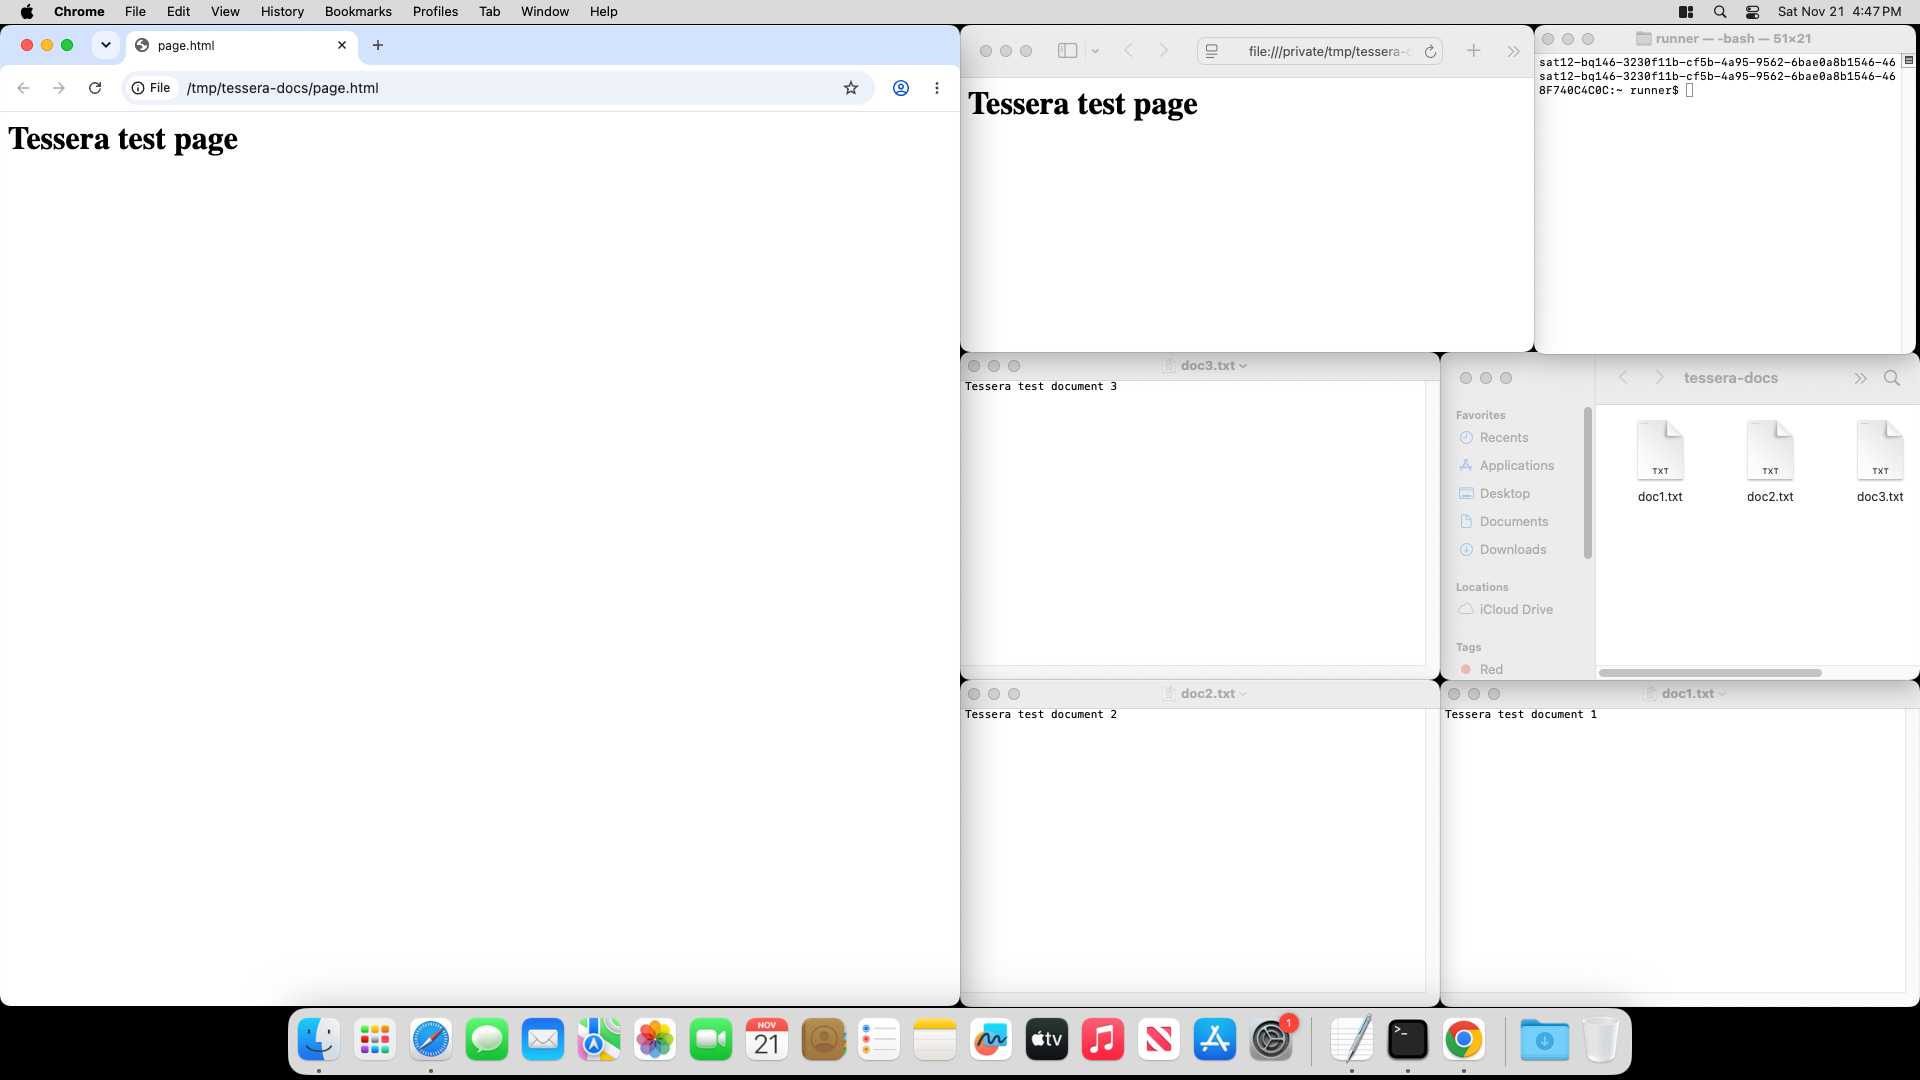 Chrome File Edit View History Bookmarks Profiles Tab Window Help Sat Nov 21 4:47 PM
page.html
File /tmp/tessera-docs/page.html
Tessera test page
file:///private/tmp/tessera-
Tessera test page
runner — -bash — 51×21
sat12-bq146-3230f11b-cf5b-4a95-9562-6bae0a8b1546-46
sat12-bq146-3230f11b-cf5b-4a95-9562-6bae0a8b1546-46
8F740C4C0C:~ runner$
doc3.txt
Tessera test document 3
tessera-docs
Favorites
Recents
Applications
Desktop
Documents
Downloads
Locations
iCloud Drive
Tags
Red
TXT TXT TXT
doc1.txt doc2.txt doc3.txt
doc2.txt
Tessera test document 2
doc1.txt
Tessera test document 1
NOV
21
tv
1
>_